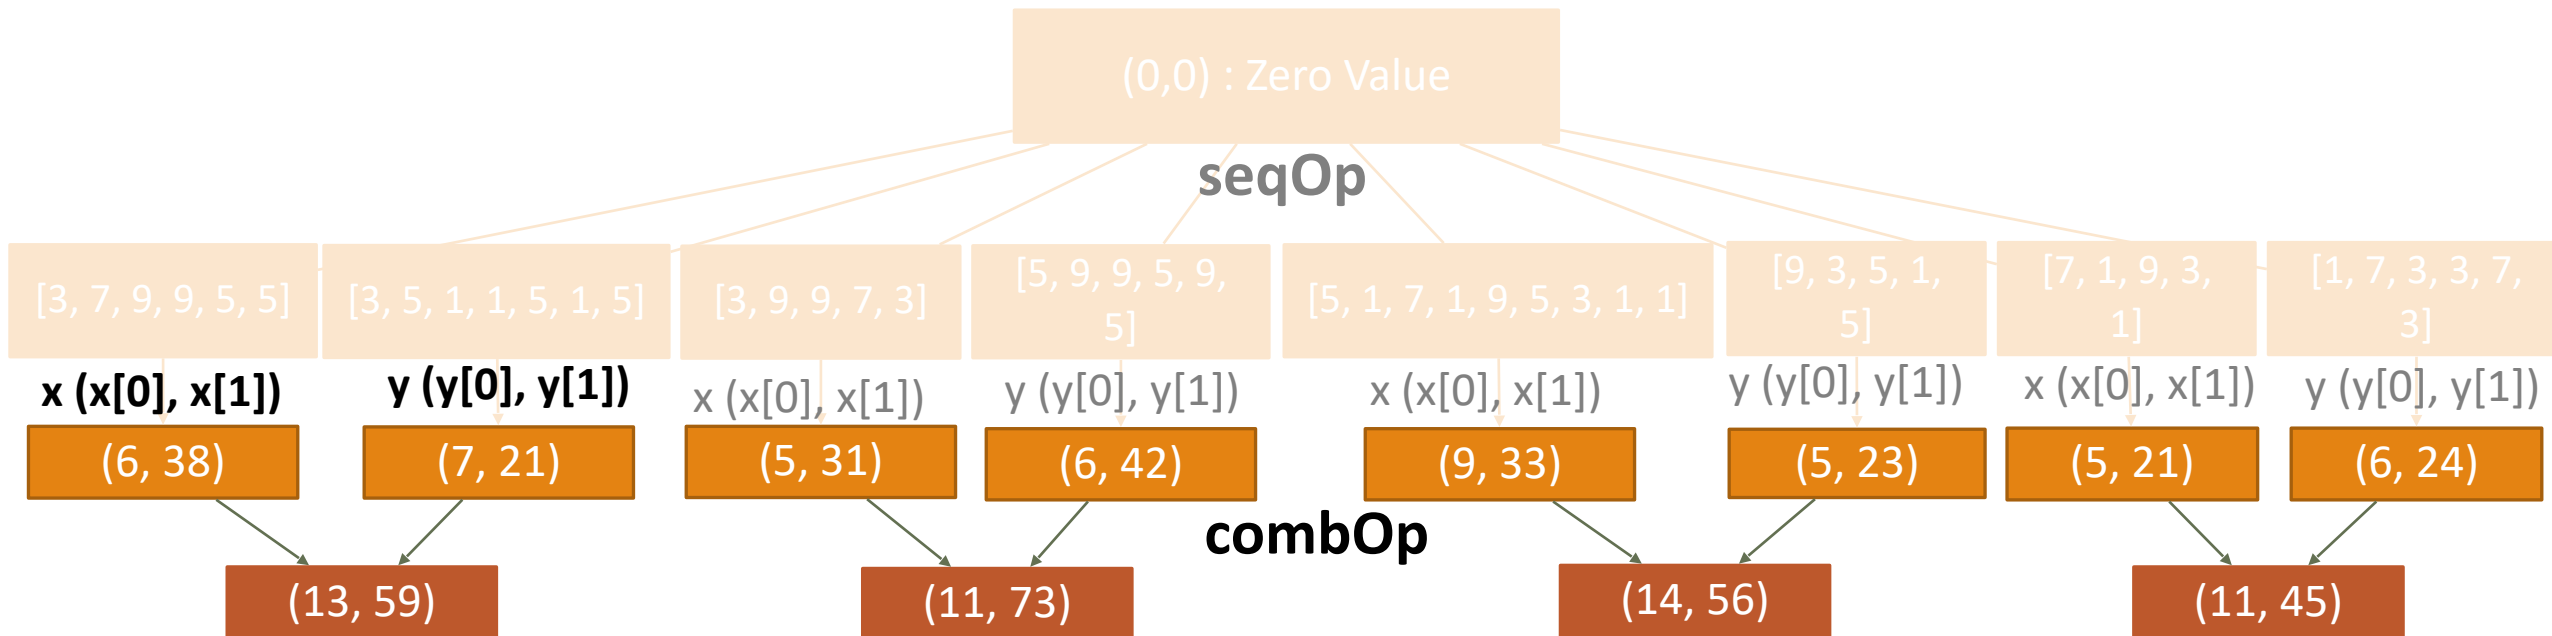 (0,0) : Zero Value
seqOp
[3, 7, 9, 9, 5, 5]
[3, 5, 1, 1, 5, 1, 5]
[3, 9, 9, 7, 3]
[5, 9, 9, 5, 9,
5]
[5, 1, 7, 1, 9, 5, 3, 1, 1]
[9, 3, 5, 1,
5]
[7, 1, 9, 3,
1]
[1, 7, 3, 3, 7,
3]
x (x[0], x[1])
y (y[0], y[1])
x (x[0], x[1])
y (y[0], y[1])
x (x[0], x[1])
y (y[0], y[1])
x (x[0], x[1])
y (y[0], y[1])
(6, 38)
(7, 21)
(5, 31)
(6, 42)
(9, 33)
(5, 23)
(5, 21)
(6, 24)
combOp
(13, 59)
(11, 73)
(14, 56)
(11, 45)